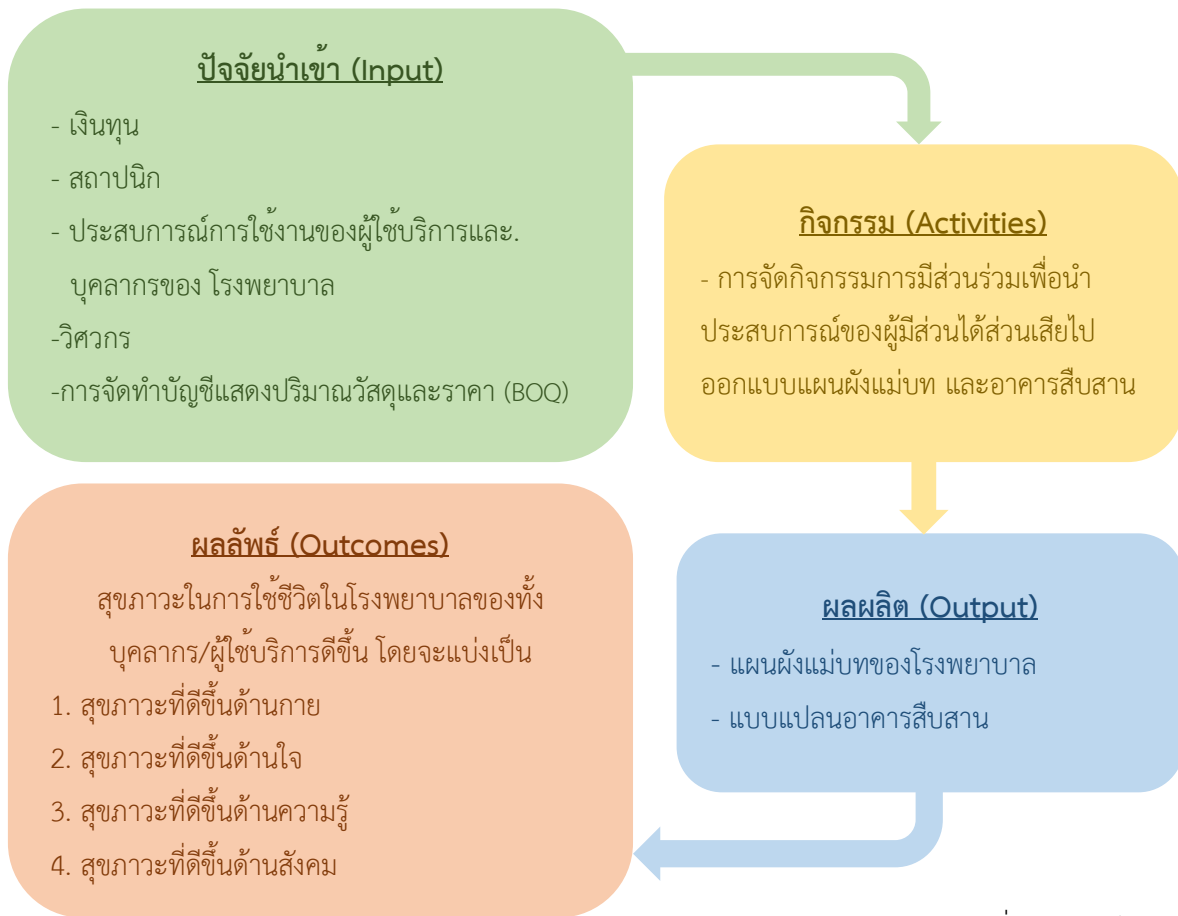 ปัจจัยนำเข้า (Input)
- เงินทุน
- สถาปนิก
- ประสบการณ์การใช้งานของผู้ใช้บริการและ.
บุคลากรของ โรงพยาบาล
-วิศวกร
-การจัดทำบัญชีแสดงปริมาณวัสดุและราคา (BOQ)
กิจกรรม (Activities)
- การจัดกิจกรรมการมีส่วนร่วมเพื่อนำ
ประสบการณ์ของผู้มีส่วนได้ส่วนเสียไป
ออกแบบแผนผังแม่บท และอาคารสืบสาน
ผลผลิต (Output)
- แผนผังแม่บทของโรงพยาบาล
- แบบแปลนอาคารสืบสาน
ผลลัพธ์ (Outcomes)
สุขภาวะในการใช้ชีวิตในโรงพยาบาลของทั้ง
บุคลากร/ผู้ใช้บริการดีขึ้น โดยจะแบ่งเป็น
1. สุขภาวะที่ดีขึ้นด้านกาย
2. สุขภาวะที่ดีขึ้นด้านใจ
3. สุขภาวะที่ดีขึ้นด้านความรู้
4. สุขภาวะที่ดีขึ้นด้านสังคม